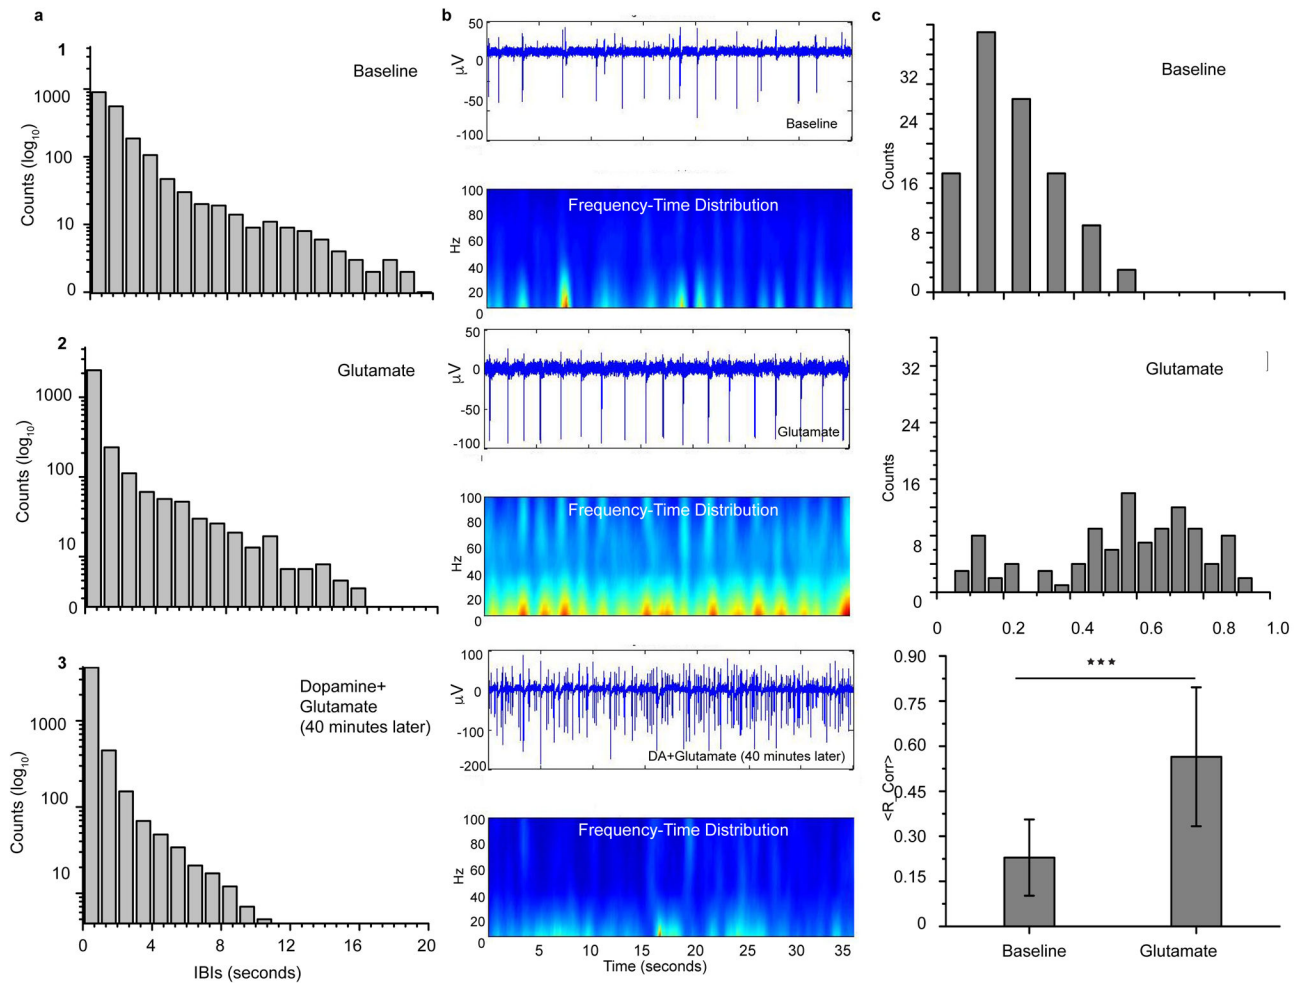 a
1
Baseline
1000
100
10
0
Counts (log10)
2
Glutamate
1000
100
10
0
Counts (log10)
3
Dopamine+
Glutamate
(40 minutes later)
1000
100
10
Counts (log10)
0 4 8 12 16 20
IBIs (seconds)
b
50
0
-50
-100
µV
Baseline
Frequency-Time Distribution
100
80
60
40
20
0
Hz
50
0
-50
-100
µV
Glutamate
Frequency-Time Distribution
100
80
60
40
20
0
Hz
100
0
-100
-200
µV
DA+Glutamate (40 minutes later)
Frequency-Time Distribution
100
80
60
40
20
0
Hz
5 10 15 20 25 30 35
Time (seconds)
c
Baseline
32
24
16
8
0
Counts
Glutamate
32
24
16
8
0
Counts
0 0.2 0.4 0.6 0.8 1.0
0.90
0.75
0.60
0.45
0.30
0.15
0
<R_Corr>
***
Baseline Glutamate